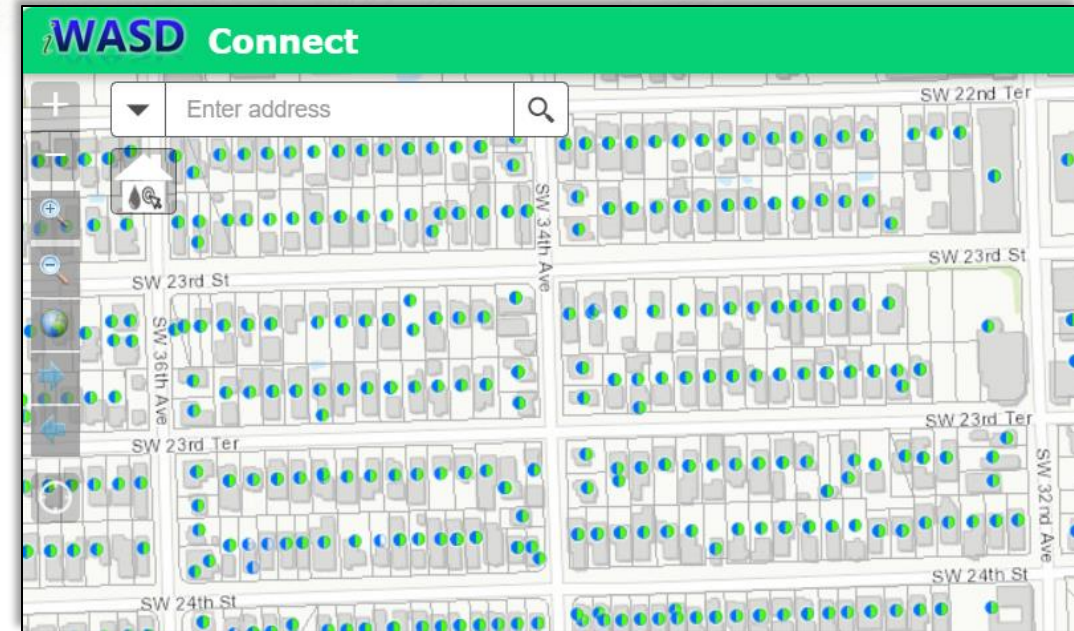 iWASD Connect
Enter address
SW 22nd Ter
SW 34th Ave
SW 23rd St
SW 23rd St
SW 36th Ave
SW 23rd Ter
SW 23rd Ter
SW 32nd Ave
SW 24th St
SW 24th St